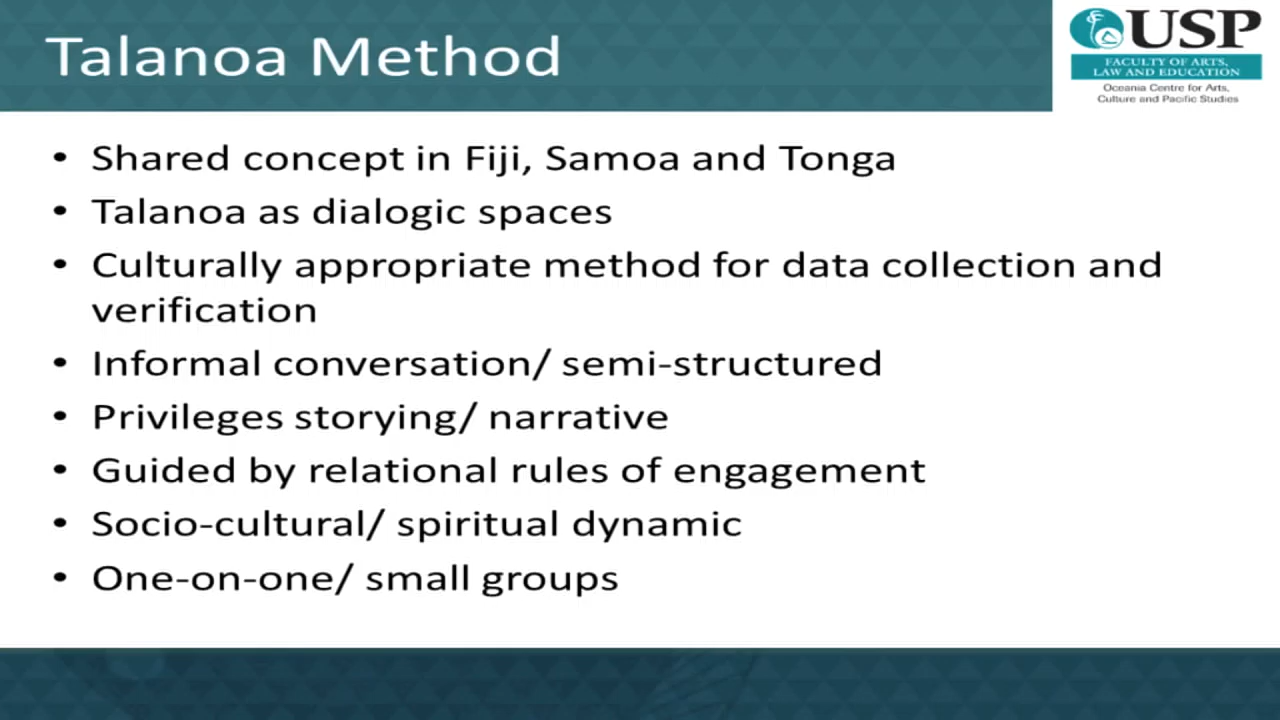 Talanoa Method
USP
FACULTY OF ARTS,
LAW AND EDUCATION
Oceania Centre for Arts,
Culture and Pacific Studies
• Shared concept in Fiji, Samoa and Tonga
• Talanoa as dialogic spaces
• Culturally appropriate method for data collection and
verification
• Informal conversation/ semi-structured
• Privileges storying/ narrative
• Guided by relational rules of engagement
• Socio-cultural/ spiritual dynamic
• One-on-one/ small groups